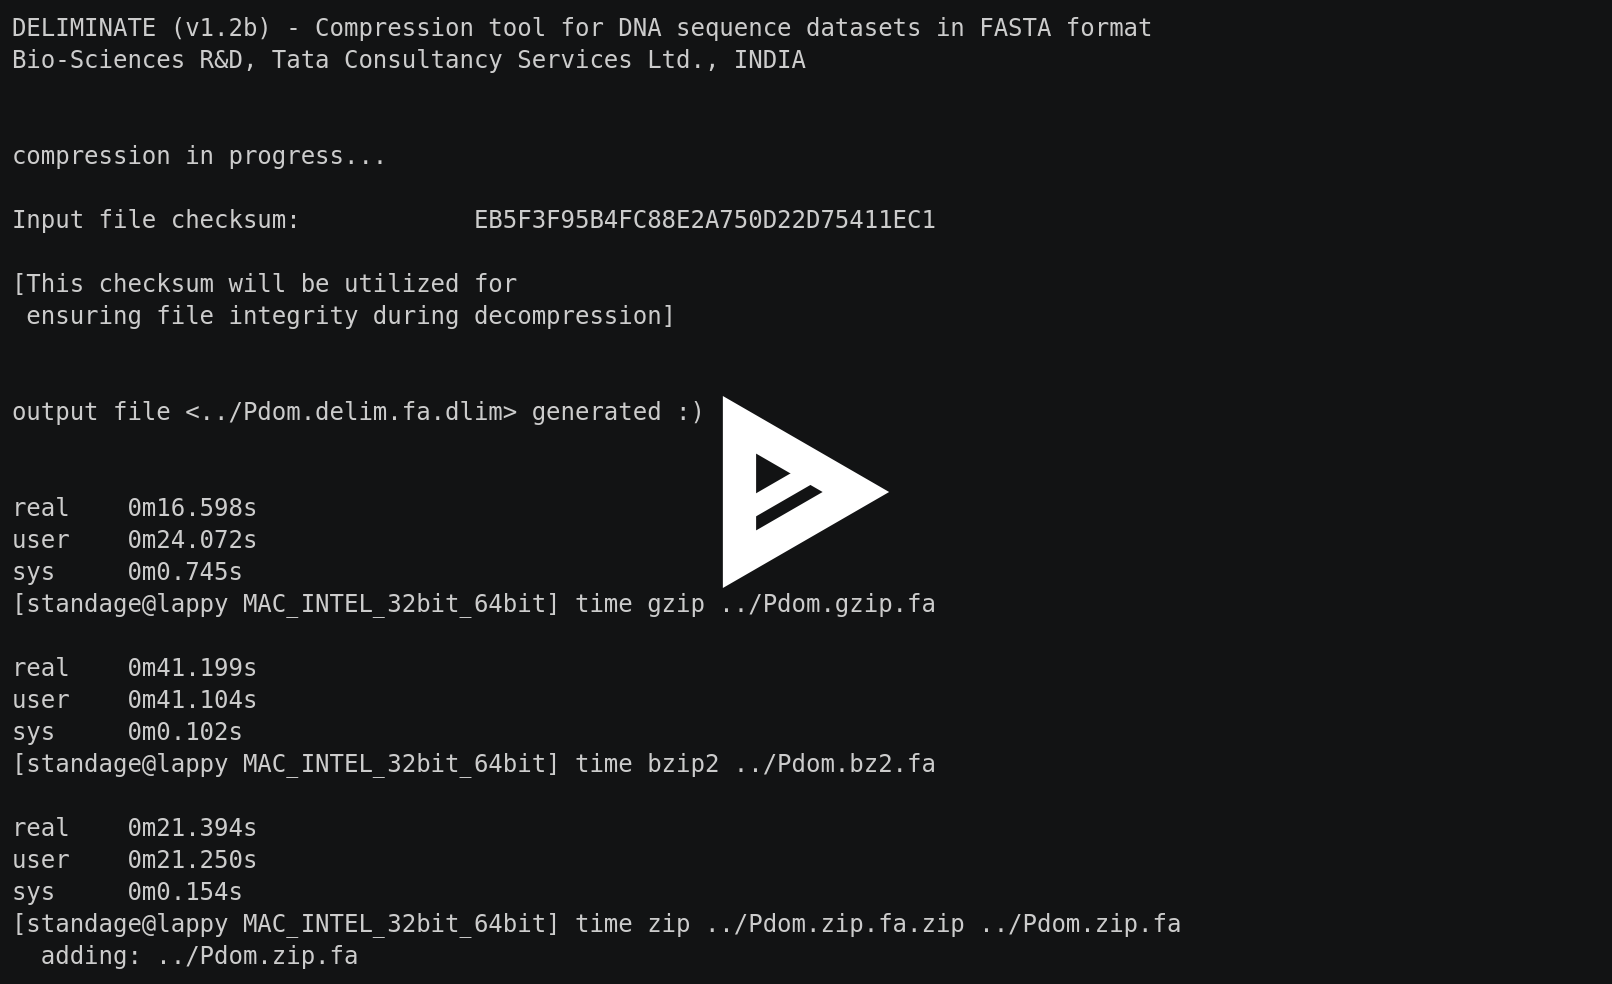 DELIMINATE (v1.2b) - Compression tool for DNA sequence datasets in FASTA format
Bio-Sciences R&D, Tata Consultancy Services Ltd., INDIA
compression in progress...
Input file checksum:            EB5F3F95B4FC88E2A750D22D75411EC1
[This checksum will be utilized for
 ensuring file integrity during decompression]
output file <../Pdom.delim.fa.dlim> generated :)
real    0m16.598s
user    0m24.072s
sys     0m0.745s
[standage@lappy MAC_INTEL_32bit_64bit] time gzip ../Pdom.gzip.fa
real    0m41.199s
user    0m41.104s
sys     0m0.102s
[standage@lappy MAC_INTEL_32bit_64bit] time bzip2 ../Pdom.bz2.fa
real    0m21.394s
user    0m21.250s
sys     0m0.154s
[standage@lappy MAC_INTEL_32bit_64bit] time zip ../Pdom.zip.fa.zip ../Pdom.zip.fa
  adding: ../Pdom.zip.fa